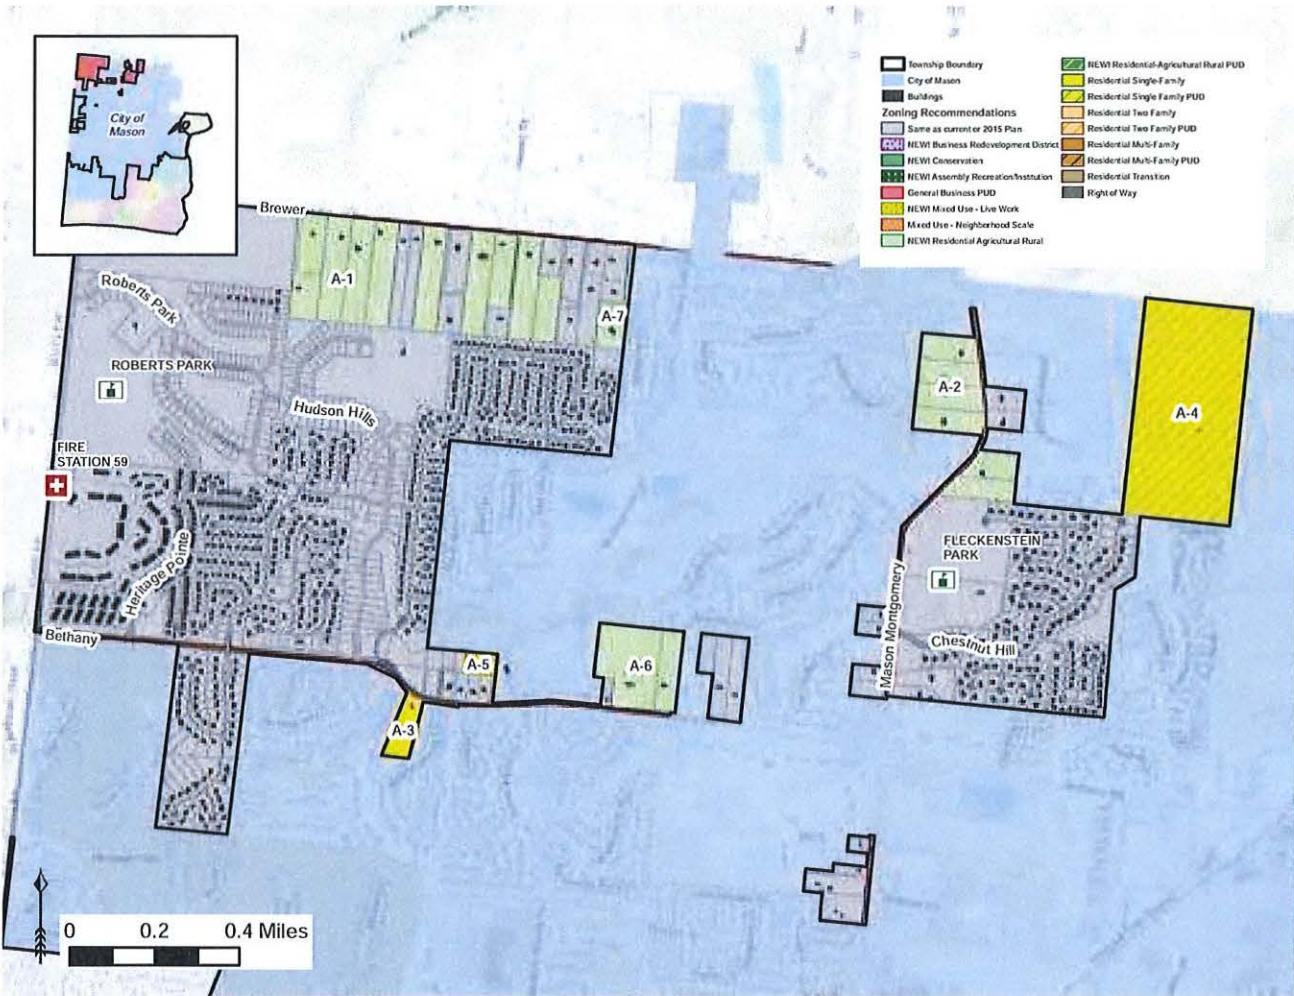 City of
Mason
Township Boundary
City of Mason
Buildings
Zoning Recommendations
Same as current or 2015 Plan
NEW! Business Redevelopment District
NEW! Conservation
NEW! Assembly Recreation/Institution
General Business PUD
NEW! Mixed Use - Live Work
Mixed Use - Neighborhood Scale
NEW! Residential Agricultural Rural
NEW! Residential-Agricultural Rural PUD
Residential Single-Family
Residential Single Family PUD
Residential Two Family
Residential Two Family PUD
Residential Multi-Family
Residential Multi-Family PUD
Residential Transition
Right of Way
Brewer
A-1
Roberts
Park
A-7
ROBERTS PARK
A-2
A-4
Hudson Hills
FIRE
STATION 59
FLECKENSTEIN
PARK
Heritage Pointe
Mason Montgomery
Bethany
Chestnut Hill
A-5
A-6
A-3
0 0.2 0.4 Miles